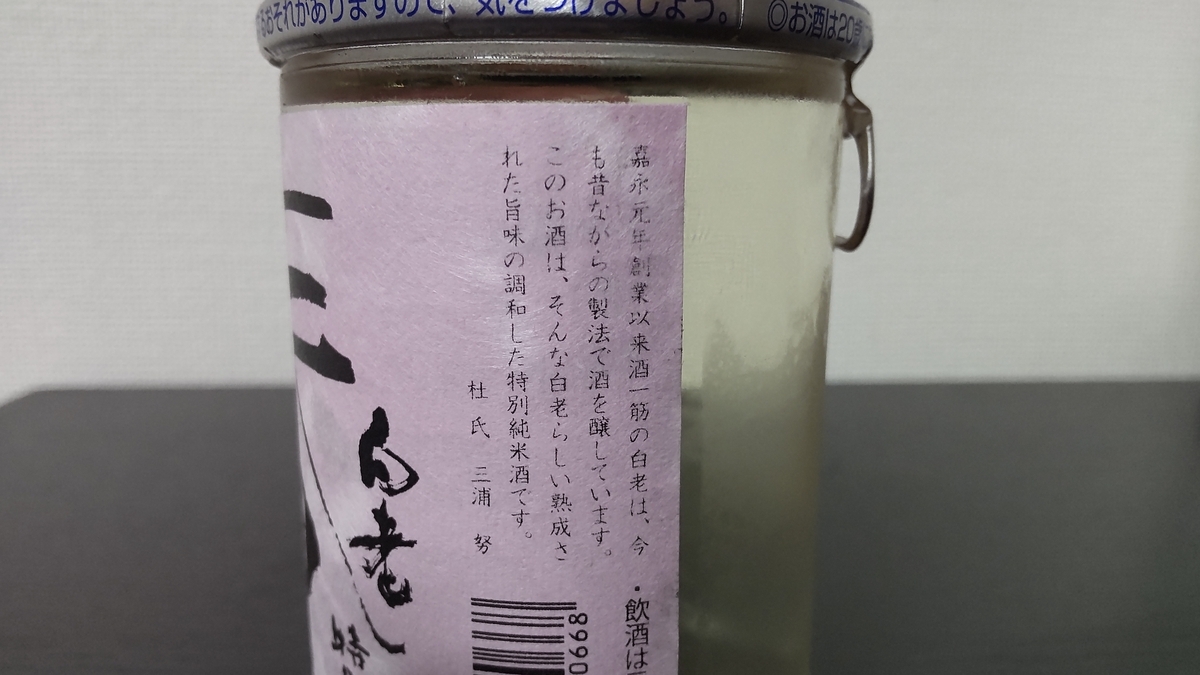 るおそれがありますので、気をつけましょう。
◎お酒は20歳
嘉永元年創業以来酒一筋の白老は、今
も昔ながらの製法で酒を醸しています。
このお酒は、そんな白老らしい熟成さ
れた旨味の調和した特別純米酒です。
杜氏 三浦 努
・飲酒は
白老
特
0668